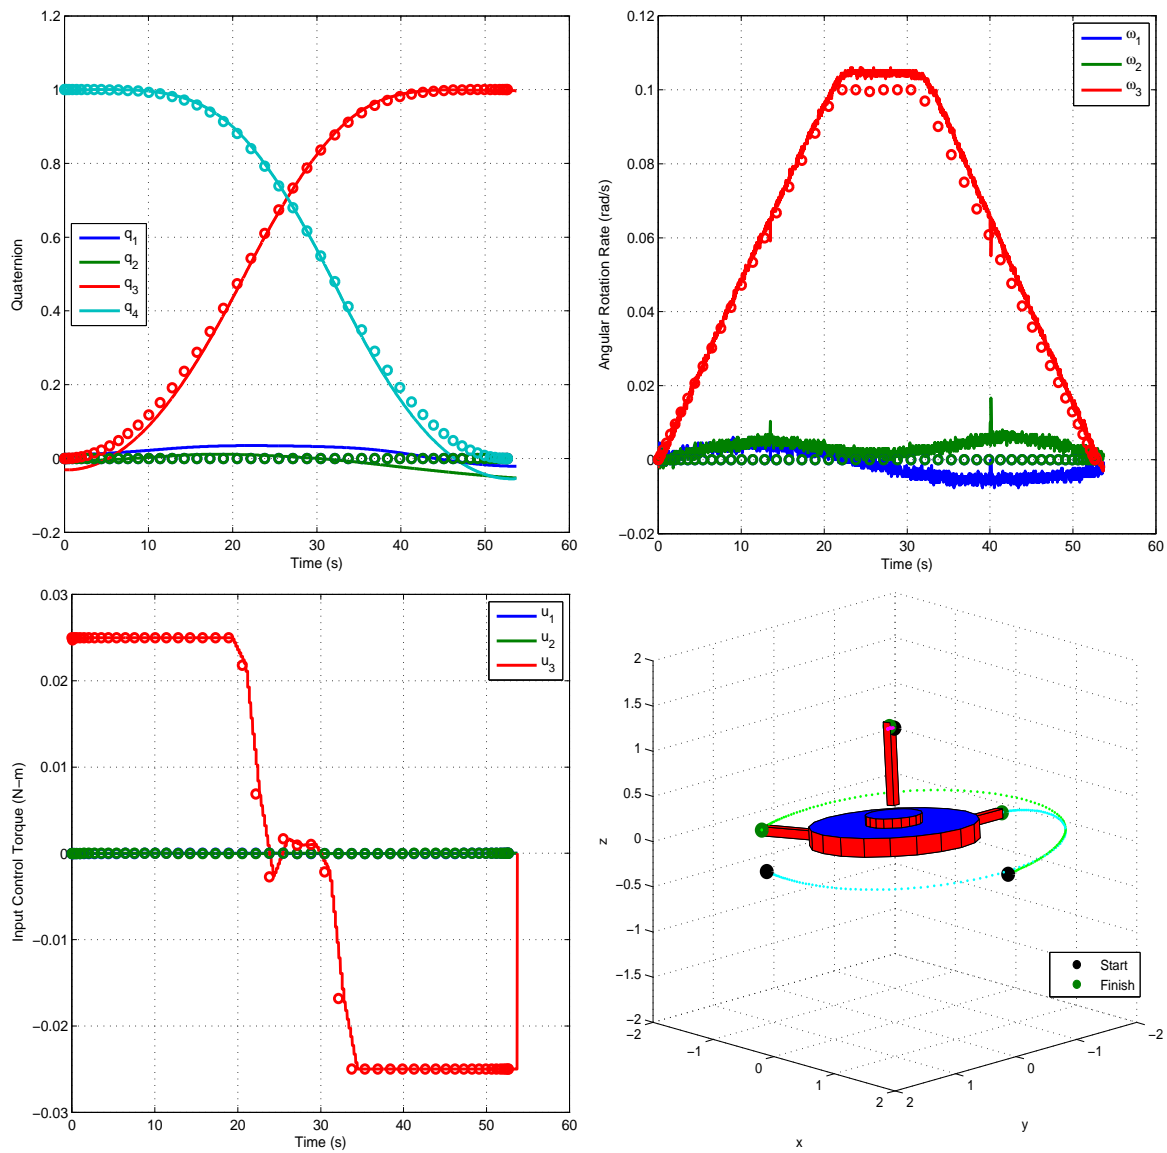 1.2
1
0.8
0.6
0.4
0.2
0
−0.2
0 10 20 30 40 50 60
Time (s)
Quaternion
q1
q2
q3
q4
0.12
0.1
0.08
0.06
0.04
0.02
0
−0.02
0 10 20 30 40 50 60
Time (s)
Angular Rotation Rate (rad/s)
ω1
ω2
ω3
0.03
0.02
0.01
0
−0.01
−0.02
−0.03
0 10 20 30 40 50 60
Time (s)
Input Control Torque (N−m)
u1
u2
u3
2
1.5
1
0.5
0
−0.5
−1
−1.5
−2
z
−2
−1
0
1
2
x
2
1
0
−1
−2
y
Start
Finish